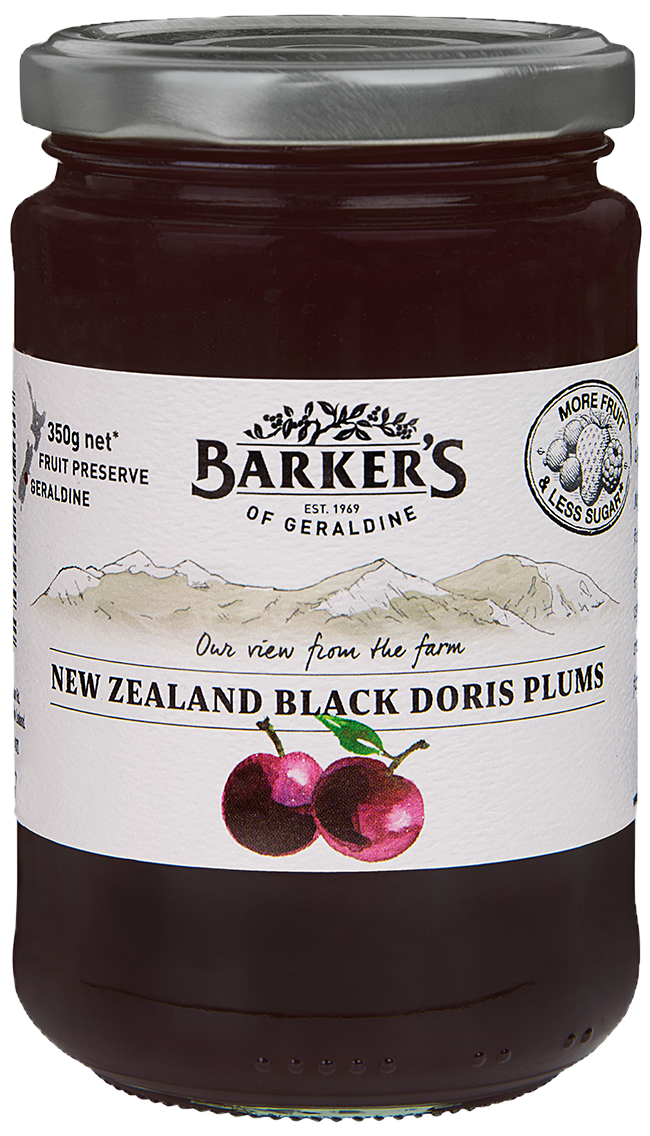 350g net*
FRUIT PRESERVE
GERALDINE
BARKER'S
EST. 1969
OF GERALDINE
MORE FRUIT
& LESS SUGAR*
Our view from the farm
NEW ZEALAND BLACK DORIS PLUMS